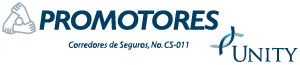 PROMOTORES
Corredores de Seguros, No. CS-011
UNITY